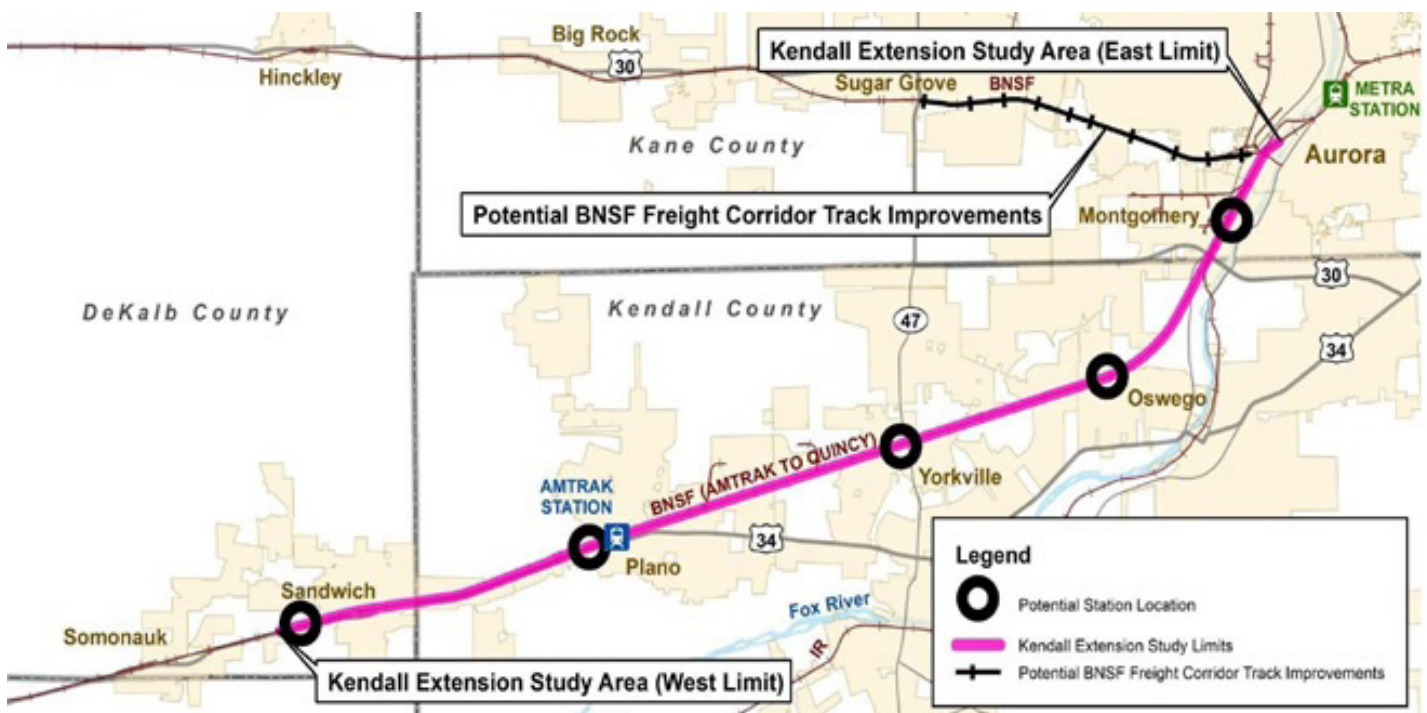 Big Rock
30
Hinckley
Kendall Extension Study Area (East Limit)
Sugar Grove
BNSF
METRA
STATION
Kane County
Aurora
Potential BNSF Freight Corridor Track Improvements
Montgomery
30
DeKalb County
Kendall County
47
34
Oswego
BNSF (AMTRAK TO QUINCY)
Yorkville
AMTRAK
STATION
34
Plano
Sandwich
Somonauk
Fox River
IR
Kendall Extension Study Area (West Limit)
Legend
Potential Station Location
Kendall Extension Study Limits
Potential BNSF Freight Corridor Track Improvements